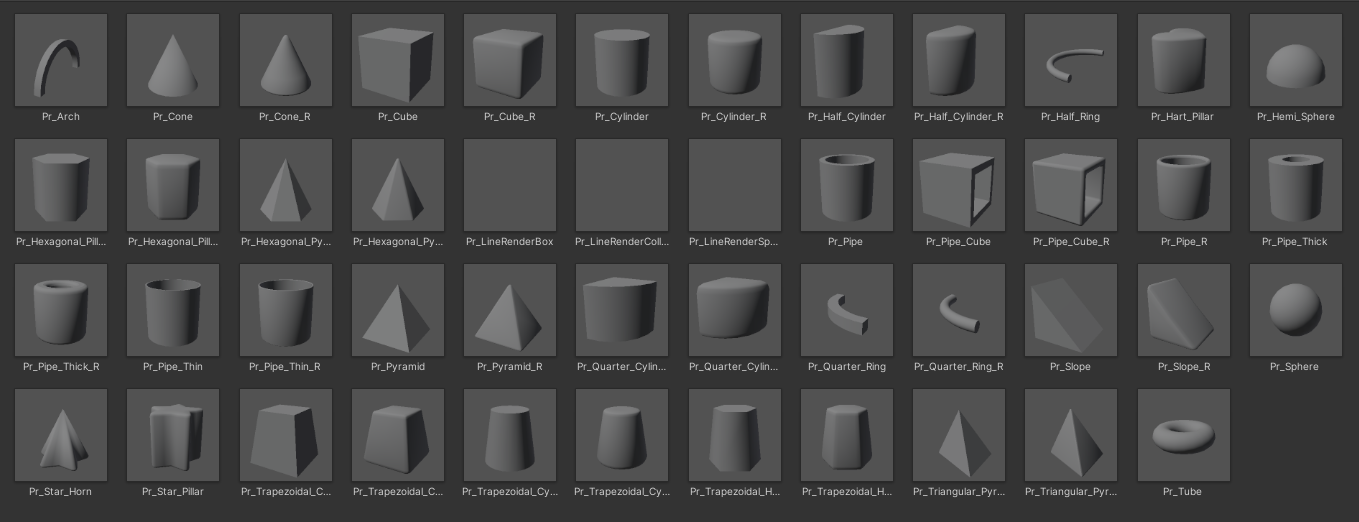 Pr_Arch
Pr_Cone
Pr_Cone_R
Pr_Cube
Pr_Cube_R
Pr_Cylinder
Pr_Cylinder_R
Pr_Half_Cylinder
Pr_Half_Cylinder_R
Pr_Half_Ring
Pr_Hart_Pillar
Pr_Hemi_Sphere
Pr_Hexagonal_Pill...
Pr_Hexagonal_Pill...
Pr_Hexagonal_Py...
Pr_Hexagonal_Py...
Pr_LineRenderBox
Pr_LineRenderColl...
Pr_LineRenderSp...
Pr_Pipe
Pr_Pipe_Cube
Pr_Pipe_Cube_R
Pr_Pipe_R
Pr_Pipe_Thick
Pr_Pipe_Thick_R
Pr_Pipe_Thin
Pr_Pipe_Thin_R
Pr_Pyramid
Pr_Pyramid_R
Pr_Quarter_Cylin...
Pr_Quarter_Cylin...
Pr_Quarter_Ring
Pr_Quarter_Ring_R
Pr_Slope
Pr_Slope_R
Pr_Sphere
Pr_Star_Horn
Pr_Star_Pillar
Pr_Trapezoidal_C...
Pr_Trapezoidal_C...
Pr_Trapezoidal_Cy...
Pr_Trapezoidal_Cy...
Pr_Trapezoidal_H...
Pr_Trapezoidal_H...
Pr_Triangular_Pyr...
Pr_Triangular_Pyr...
Pr_Tube